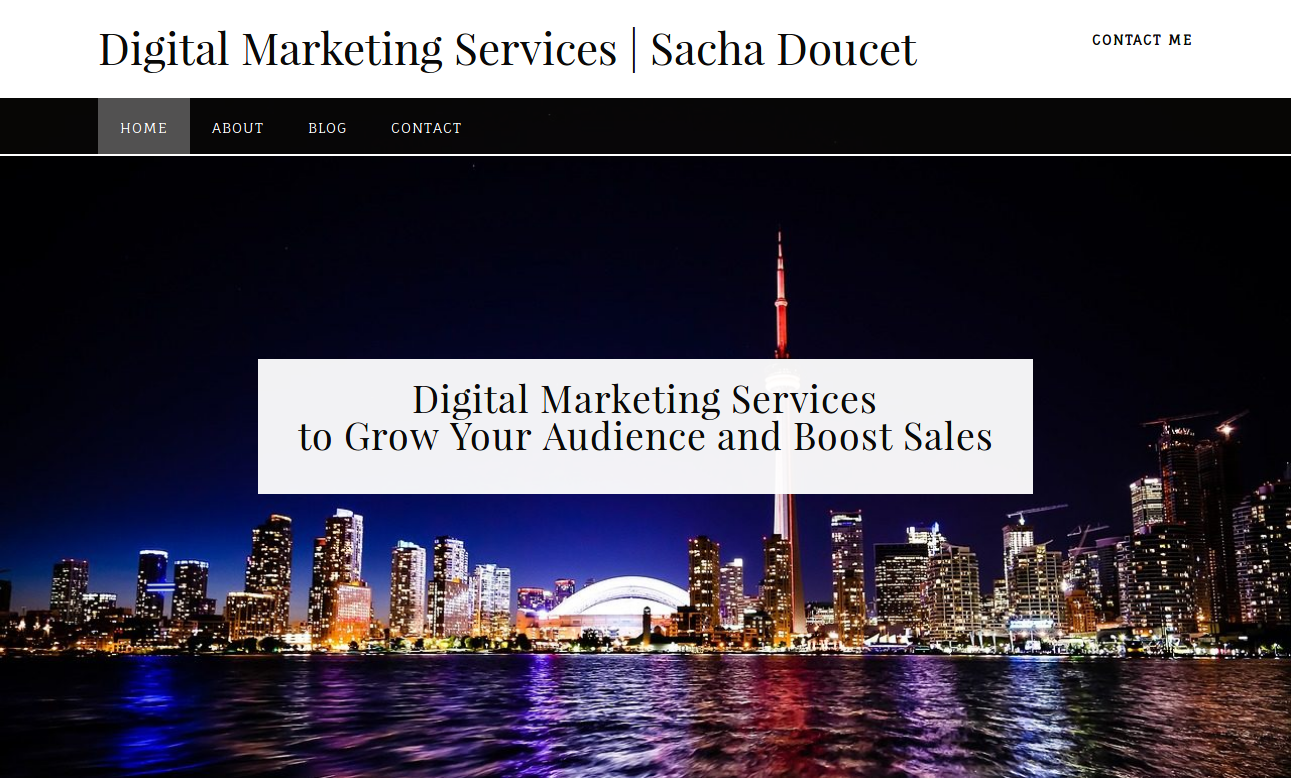 Digital Marketing Services | Sacha Doucet
CONTACT ME
HOME ABOUT BLOG CONTACT
Digital Marketing Services
to Grow Your Audience and Boost Sales